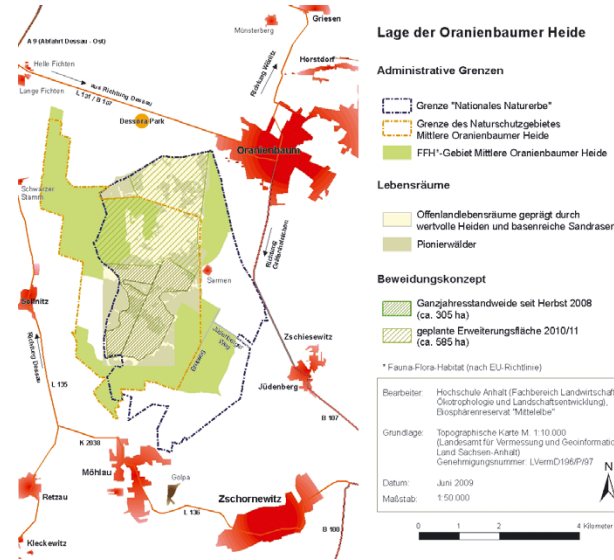 Griesen
Münsterberg
A 9 (Abfahrt Dessau - Ost)
Horstdorf
Helle Fichten
aus Richtung Dessau
L 131 / B 107
Richtung Wörlitz
Lange Fichten
Dessora Park
Oranienbaum
Schwarzer
Stamm
Richtung
Sarmen
Sollnitz
Jüdenberger
Weg
Zschiesewitz
Richtung Dessau
L 135
Jüdenberg
B 107
K 2030
Möhlau
Golpa
Zschornewitz
Retzau
L 136
B 100
Kleckewitz
Lage der Oranienbaumer Heide
Administrative Grenzen
Grenze "Nationales Naturerbe"
Grenze des Naturschutzgebietes
Mittlere Oranienbaumer Heide
FFH*-Gebiet Mittlere Oranienbaumer Heide
Lebensräume
Offenlandlebensräume geprägt durch
wertvolle Heiden und basenreiche Sandrasen
Pionierwälder
Beweidungskonzept
Ganzjahresstandweide seit Herbst 2008
(ca. 305 ha)
geplante Erweiterungsfläche 2010/11
(ca. 585 ha)
* Fauna-Flora-Habitat (nach EU-Richtlinie)
Bearbeiter: Hochschule Anhalt (Fachbereich Landwirtschaft
Ökotrophologie und Landschaftsentwicklung),
Biosphärenreservat "Mittelelbe"
Grundlage: Topographische Karte M. 1:10.000
(Landesamt für Vermessung und Geoinformatio
Land Sachsen-Anhalt)
Genehmigungsnummer: LVermD196/P/97
Datum: Juni 2009
Maßstab: 1:50 000
N
0 1 2 4 Kilometer